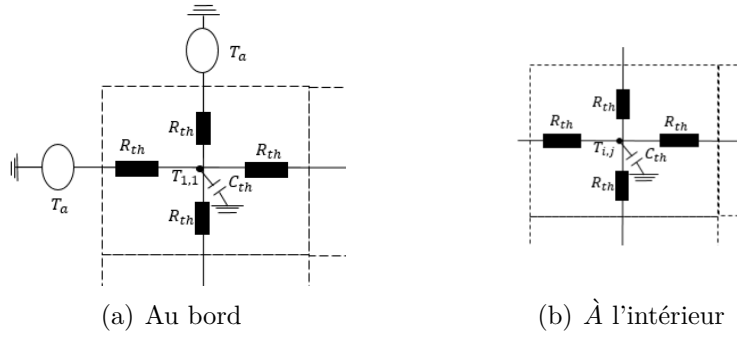 T_a
R_th
R_th
R_th
T_1,1
C_th
T_a
R_th
R_th
R_th
R_th
T_i,j
C_th
R_th
(a) Au bord
(b) À l'intérieur